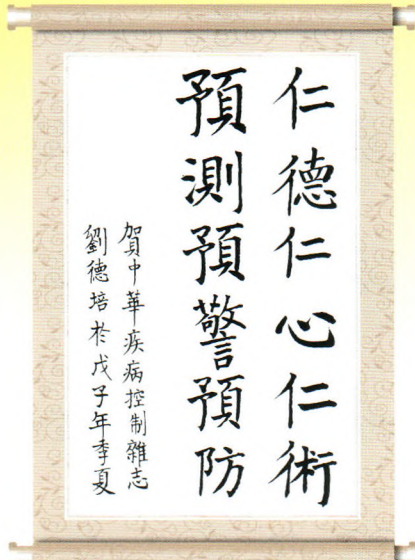 仁德仁心仁術
預測預警預防
賀中華疾病控制雜志
劉德培於戊子年季夏